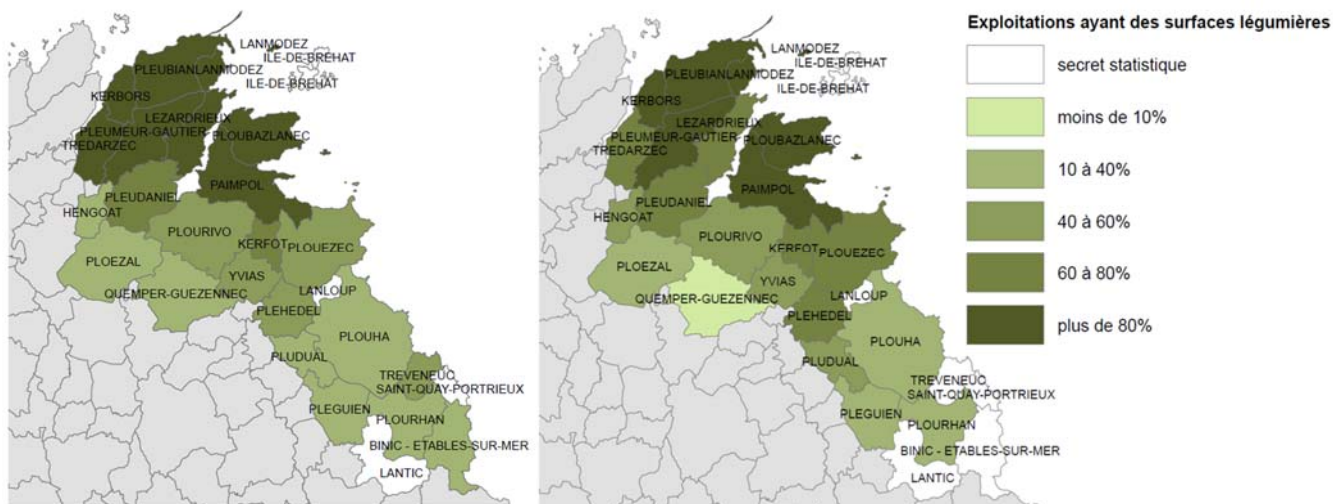 LANMODEZ
ILE-DE-BRÉHAT
PLEUBIANLANMODEZ
ILE-DE-BREHAT
KERBORS
LEZARDRIEUX
PLEUMEUR-GAUTIER
PLOUBAZLANEC
TREDARZEC
PAIMPOL
PLEUDANIEL
HENGOAT
PLOURIVO
KERFOT
PLOUEZEC
PLOEZAL
YVIAS
QUEMPER-GUEZENNEC
LANLOUP
PLEHEDEL
PLOUHA
PLUDUAL
TREVENEUC
SAINT-QUAY-PORTRIEUX
PLEGUIEN
PLOURHAN
BINIC - ETABLES-SUR-MER
LANTIC
LANMODEZ
ILE-DE-BRÉHAT
PLEUBIANLANMODEZ
ILE-DE-BREHAT
KERBORS
LEZARDRIEUX
PLEUMEUR-GAUTIER
PLOUBAZLANEC
TREDARZEC
PAIMPOL
PLEUDANIEL
HENGOAT
PLOURIVO
KERFOT
PLOUEZEC
PLOEZAL
YVIAS
QUEMPER-GUEZENNEC
LANLOUP
PLEHEDEL
PLOUHA
PLUDUAL
TREVENEUC
SAINT-QUAY-PORTRIEUX
PLEGUIEN
PLOURHAN
BINIC - ETABLES-SUR-MER
LANTIC
Exploitations ayant des surfaces légumières
secret statistique
moins de 10%
10 à 40%
40 à 60%
60 à 80%
plus de 80%